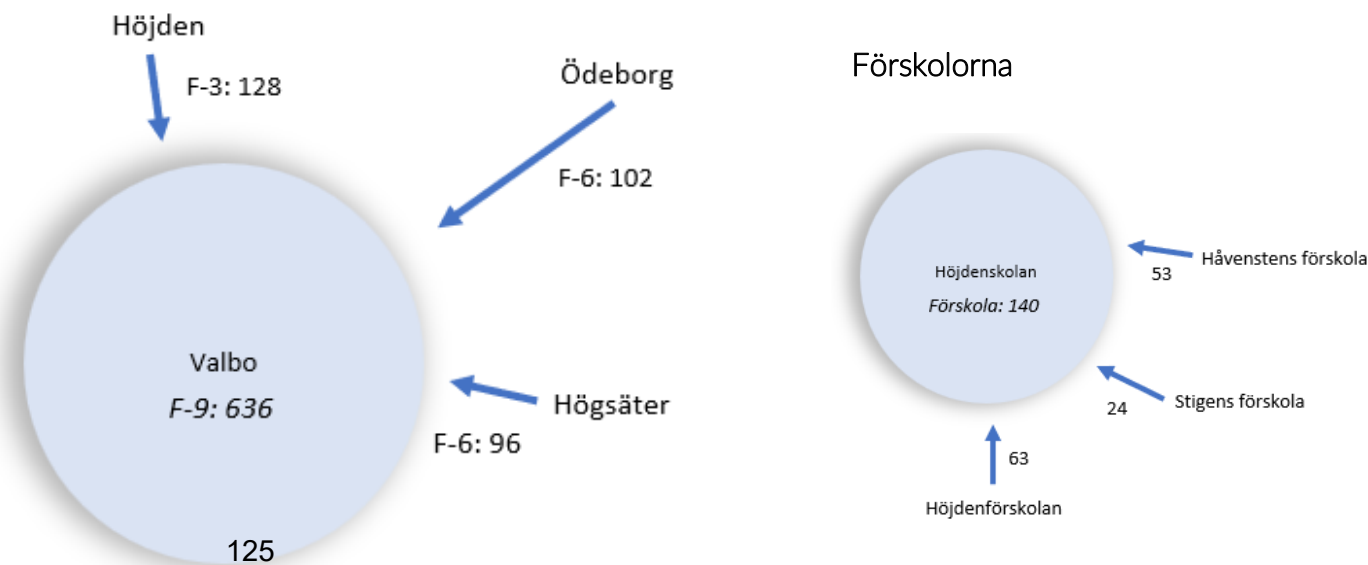 Höjden
F-3: 128
Ödeborg
F-6: 102
Valbo
F-9: 636
Högsäter
F-6: 96
125
Förskolorna
Höjdenskolan
Förskola: 140
Håvenstens förskola
53
Stigens förskola
24
63
Höjdenförskolan